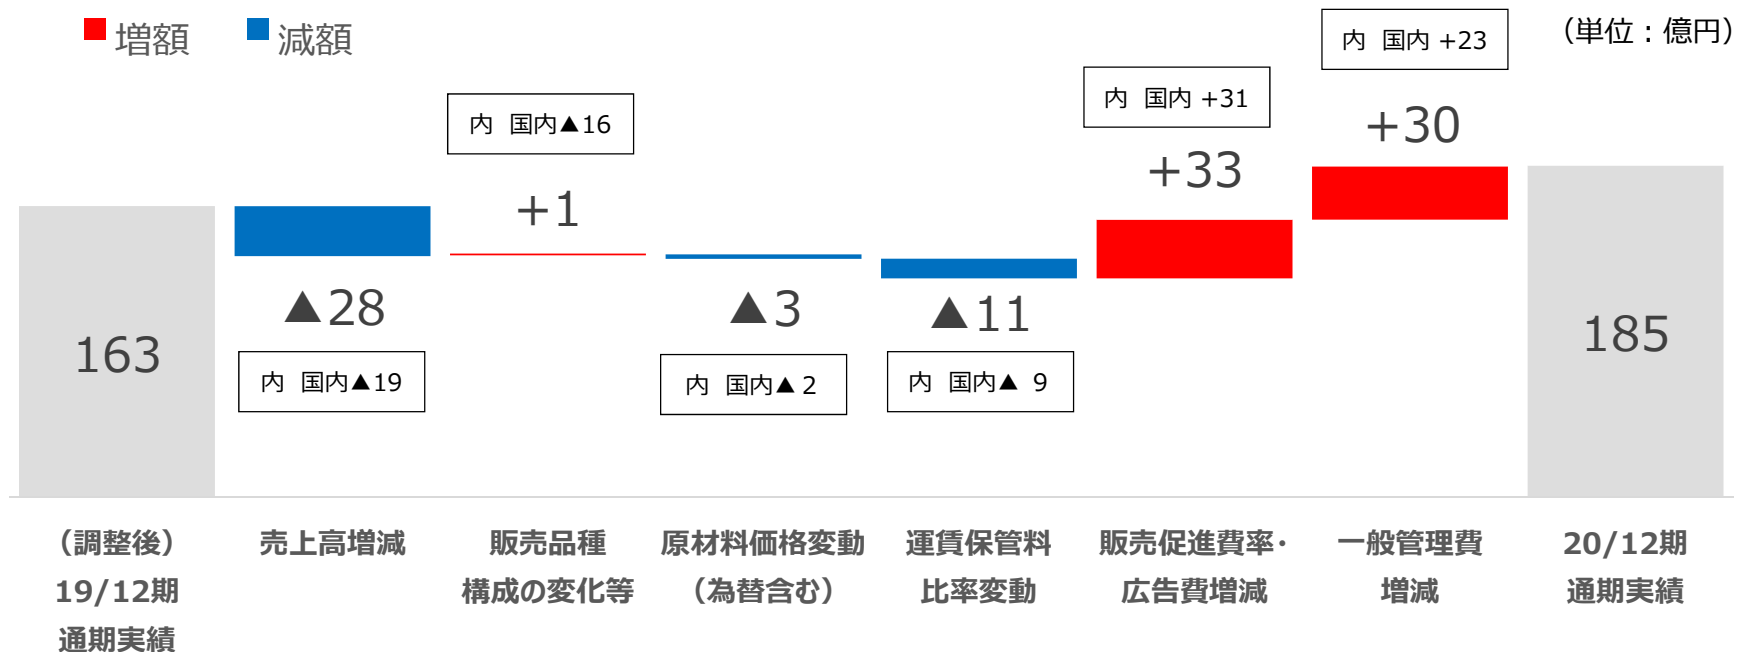 増額 減額
（単位：億円）
内 国内 +23
内 国内 +31
内 国内▲16
+30
+33
+1
163
▲28
▲3
▲11
185
内 国内▲19
内 国内▲ 2
内 国内▲ 9
（調整後）
19/12期
通期実績
売上高増減
販売品種
構成の変化等
原材料価格変動
（為替含む）
運賃保管料
比率変動
販売促進費率・
広告費増減
一般管理費
増減
20/12期
通期実績